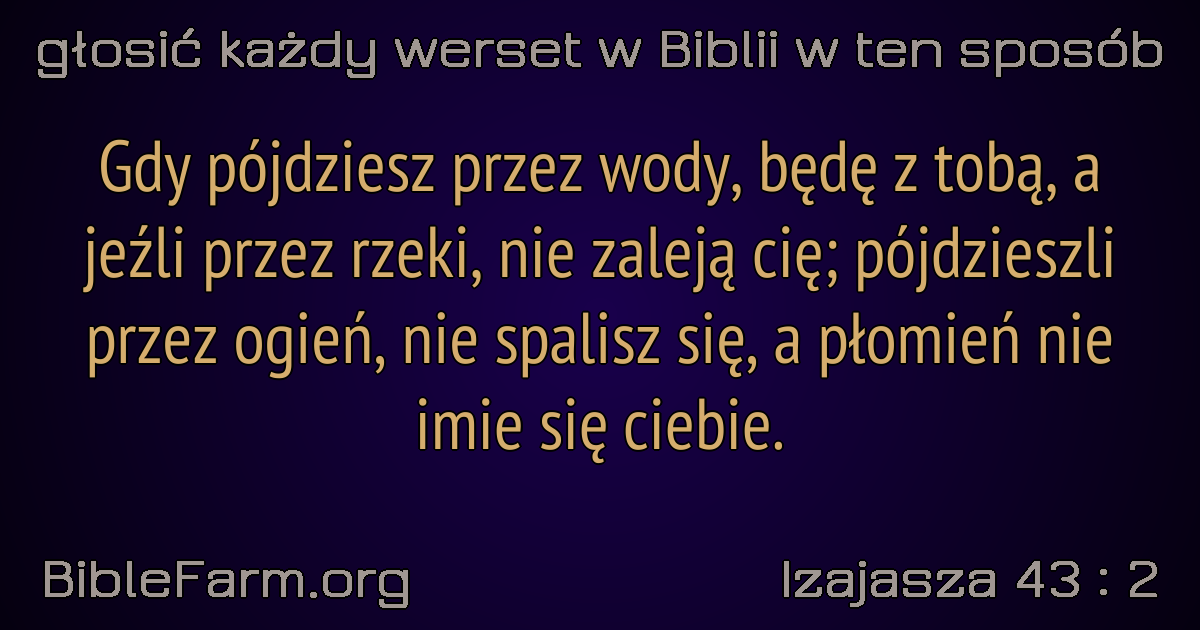 głosić każdy werset w Biblii w ten sposób
Gdy pójdziesz przez wody, będę z tobą, a
jeźli przez rzeki, nie zaleją cię; pójdzieszli
przez ogień, nie spalisz się, a płomień nie
imie się ciebie.
BibleFarm.org
Izajasza 43 : 2